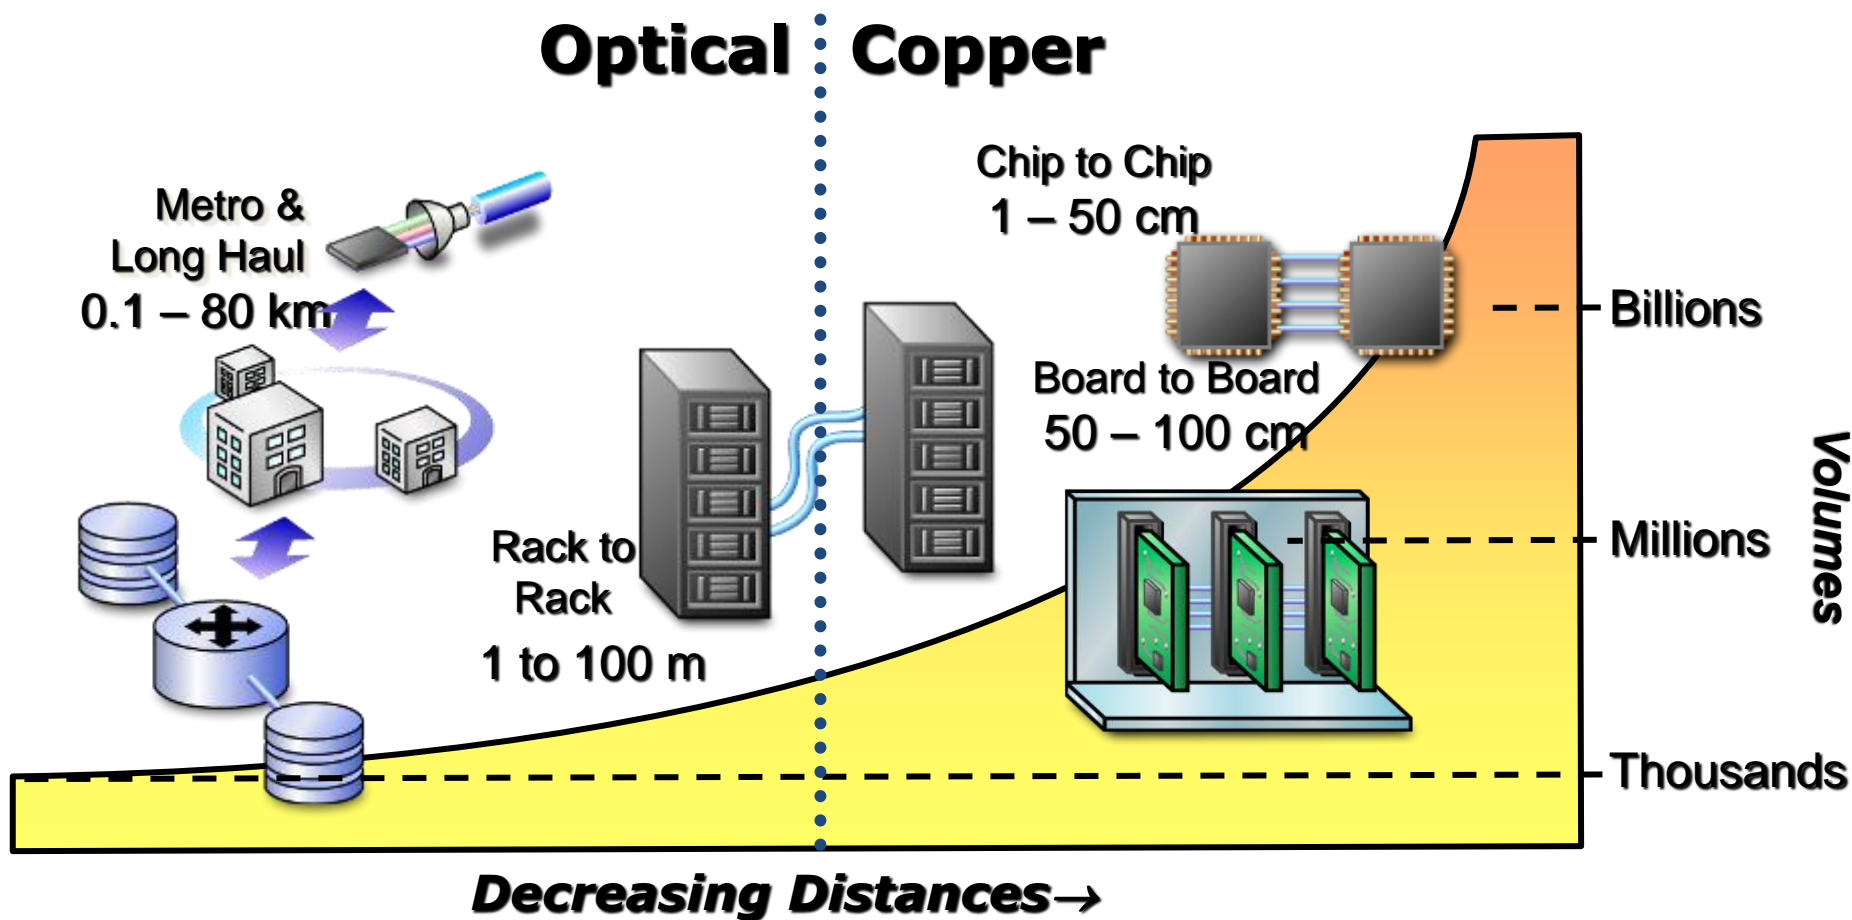 Optical
Copper
Metro &
Long Haul
0.1 – 80 km
Rack to
Rack
1 to 100 m
Chip to Chip
1 – 50 cm
Board to Board
50 – 100 cm
Billions
Millions
Thousands
Volumes
Decreasing Distances→